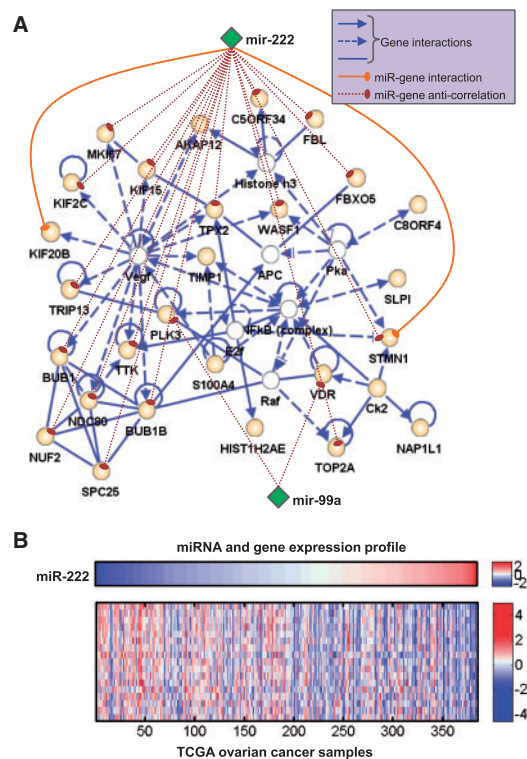 A
mir-222
Gene interactions
miR-gene interaction
miR-gene anti-correlation
C5ORF34
MKI67
AKAP12
FBL
KIF15
Histone h3
KIF2C
FBXO5
TPX2
WASF1
C8ORF4
KIF20B
Vegf
TIMP1
APC
Pka
SLPI
TRIP13
PLK3
NFkB (complex)
E2f
STMN1
BUB1
TTK
S100A4
Raf
VDR
Ck2
NDC80
BUB1B
NUF2
HIST1H2AE
TOP2A
NAP1L1
SPC25
mir-99a
B
miRNA and gene expression profile
miR-222
2
0
-2
4
2
0
-2
-4
50 100 150 200 250 300 350
TCGA ovarian cancer samples